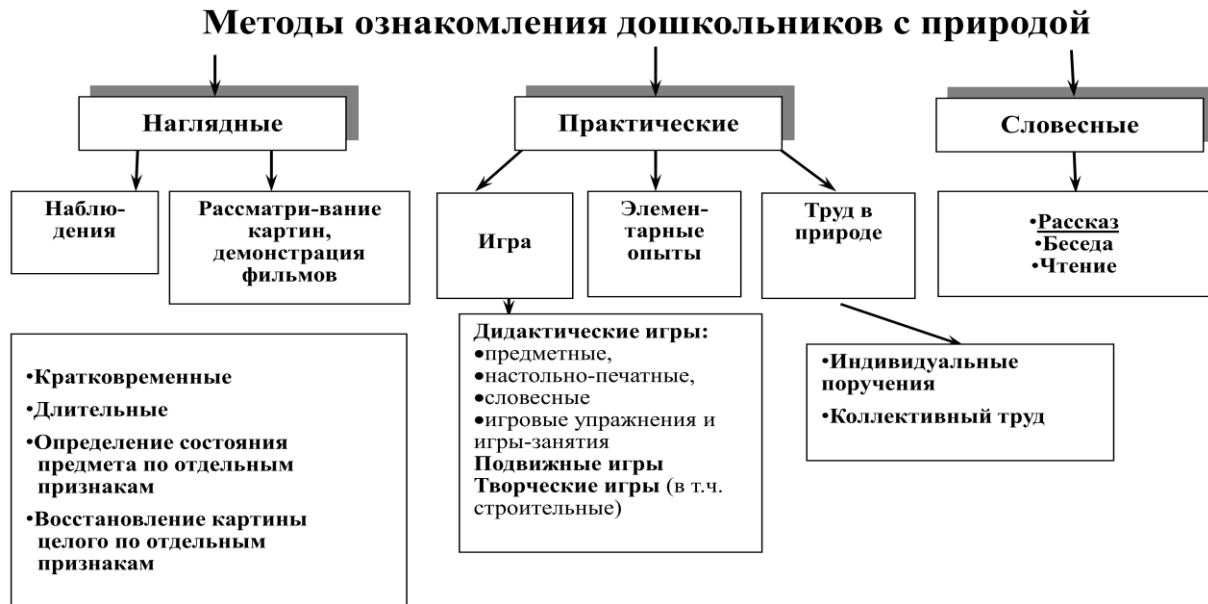 Методы ознакомления дошкольников с природой
Наглядные
Практические
Словесные
Наблю-
дения
Рассматри-вание
картин,
демонстрация
фильмов
Игра
Элемен-
тарные
опыты
Труд в
природе
•Рассказ
•Беседа
•Чтение
•Кратковременные
•Длительные
•Определение состояния
предмета по отдельным
признакам
•Восстановление картины
целого по отдельным
признакам
Дидактические игры:
•предметные,
•настольно-печатные,
•словесные
•игровые упражнения и
игры-занятия
Подвижные игры
Творческие игры (в т.ч.
строительные)
•Индивидуальные
поручения
•Коллективный труд